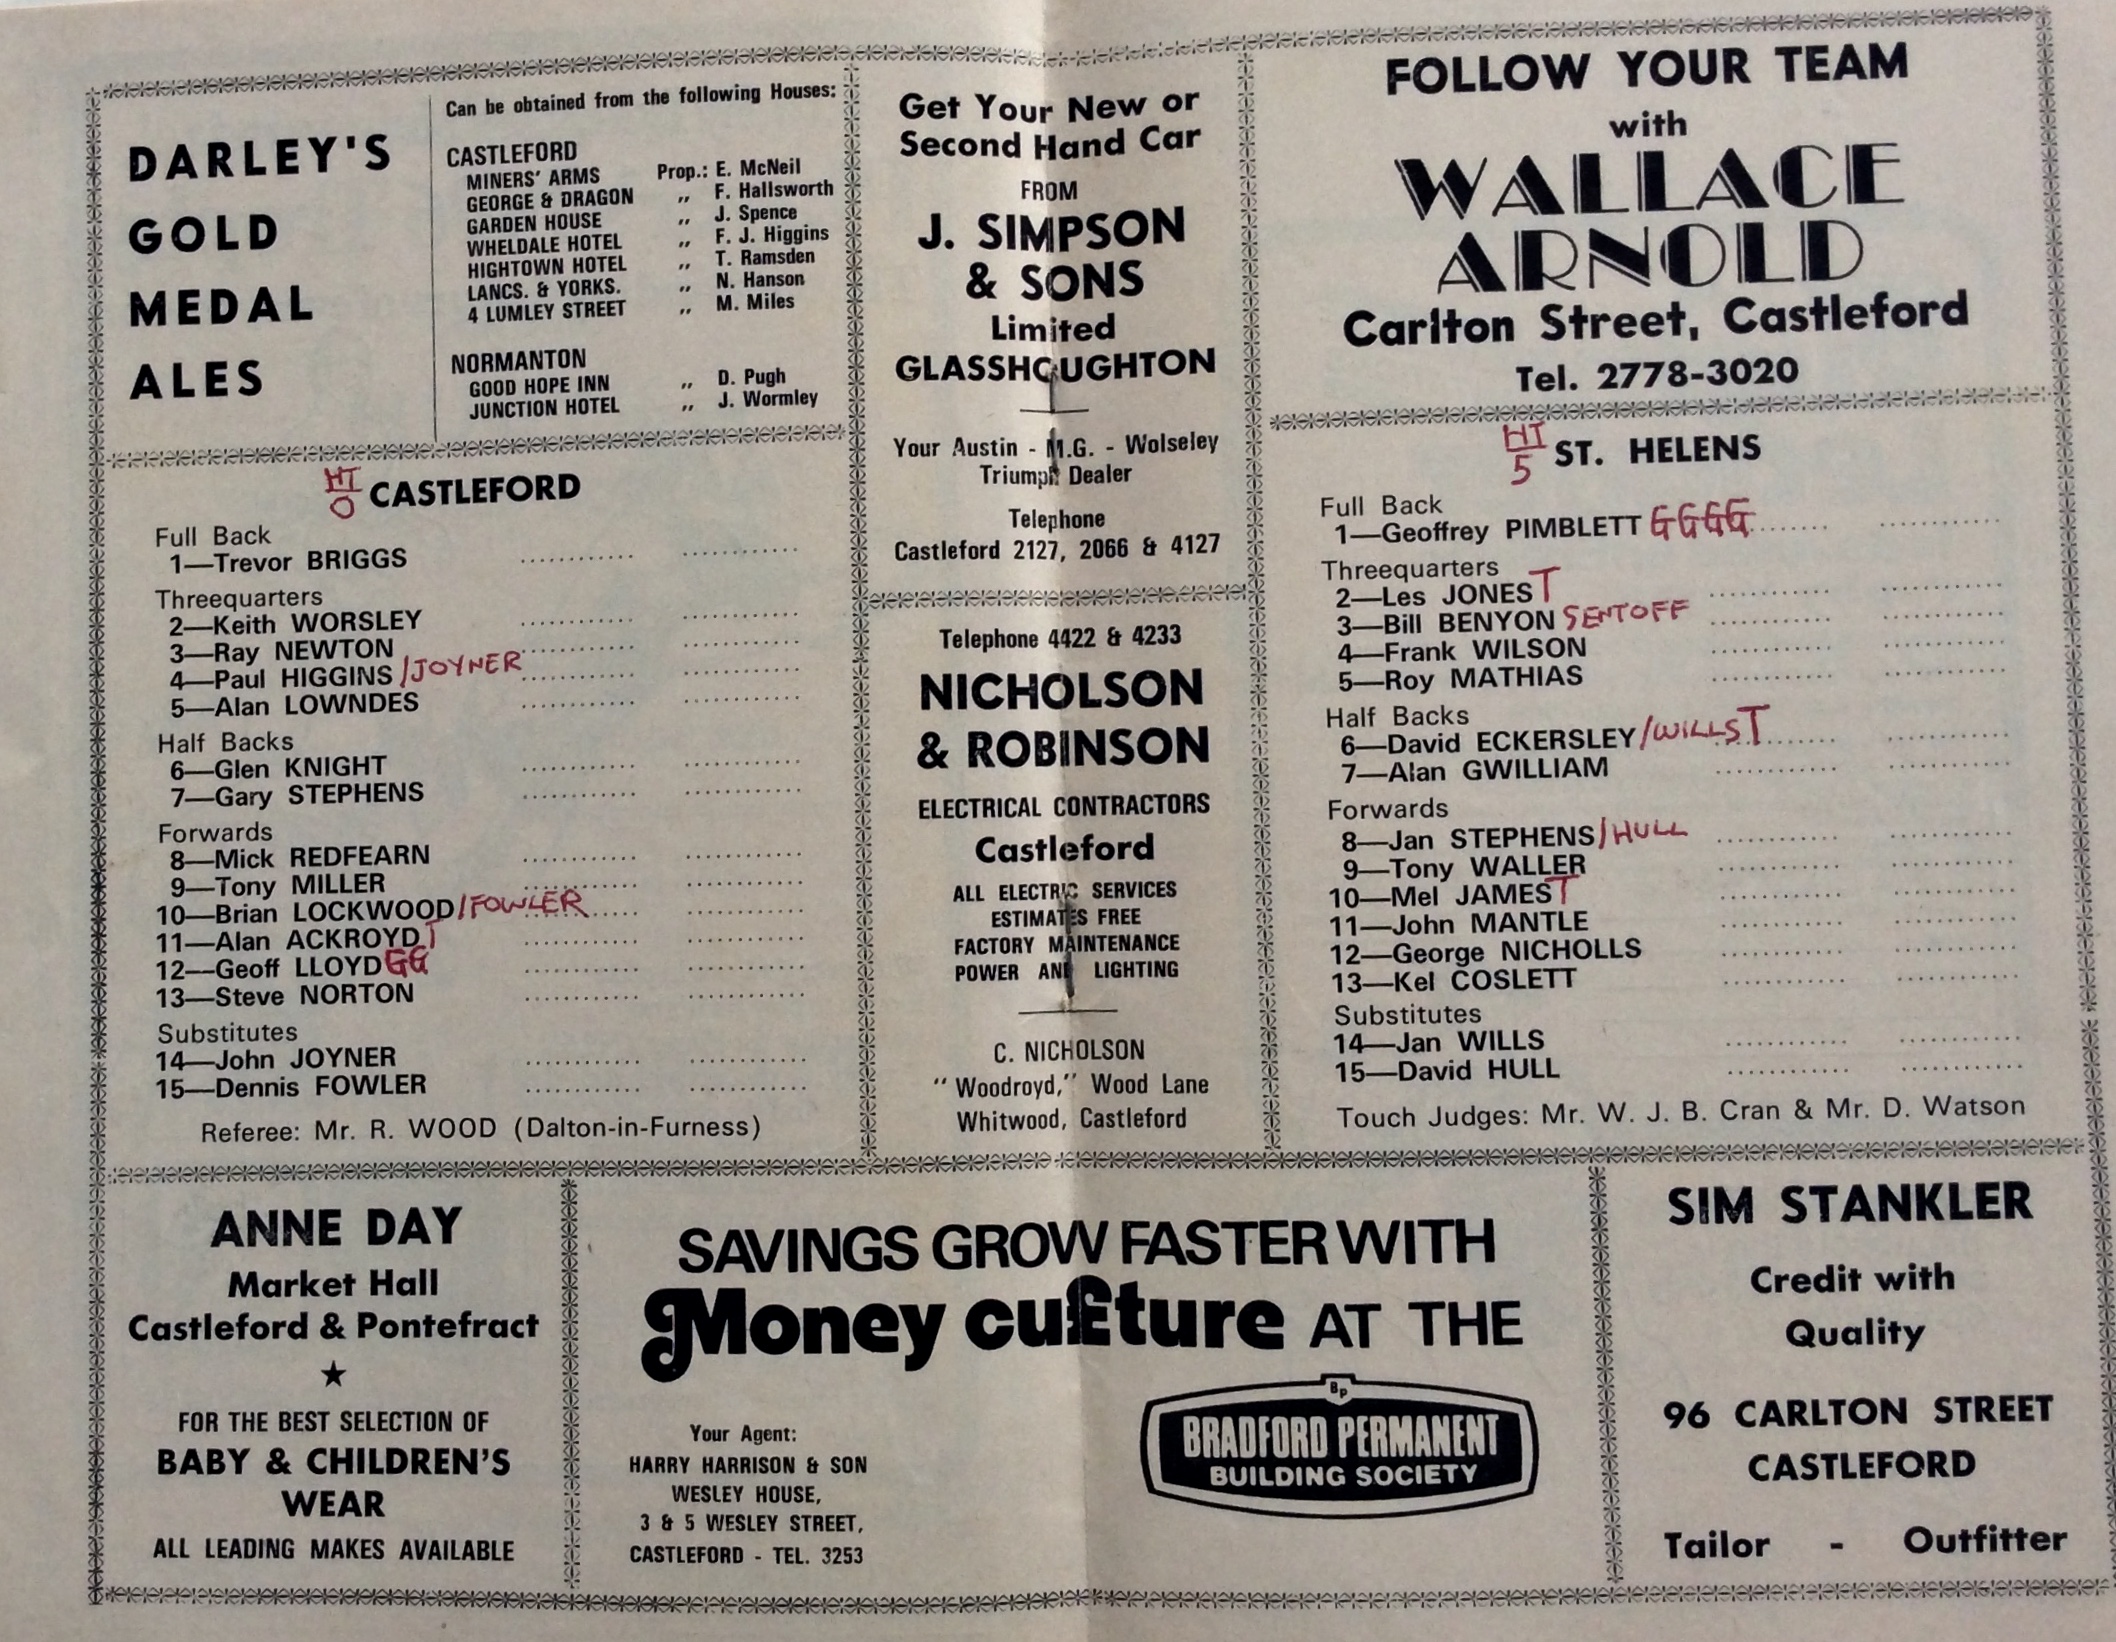 DARLEY'S
GOLD
MEDAL
ALES
Can be obtained from the following Houses:
CASTLEFORD
MINERS' ARMS Prop.: E. McNeil
GEORGE & DRAGON ,, F. Hallsworth
GARDEN HOUSE ,, J. Spence
WHELDALE HOTEL ,, F. J. Higgins
HIGHTOWN HOTEL ,, T. Ramsden
LANCS. & YORKS. ,, N. Hanson
4 LUMLEY STREET ,, M. Miles
NORMANTON
GOOD HOPE INN ,, D. Pugh
JUNCTION HOTEL ,, J. Wormley
Get Your New or
Second Hand Car
FROM
J. SIMPSON
& SONS
Limited
GLASSHOUGHTON
Your Austin - M.G. - Wolseley
Triumph Dealer
Telephone
Castleford 2127, 2066 & 4127
FOLLOW YOUR TEAM
with
WALLACE
ARNOLD
Carlton Street, Castleford
Tel. 2778-3020
HT
0 CASTLEFORD
Full Back
1—Trevor BRIGGS
Threequarters
2—Keith WORSLEY
3—Ray NEWTON
4—Paul HIGGINS /JOYNER
5—Alan LOWNDES
Half Backs
6—Glen KNIGHT
7—Gary STEPHENS
Forwards
8—Mick REDFEARN
9—Tony MILLER
10—Brian LOCKWOOD /FOWLER
11—Alan ACKROYD T
12—Geoff LLOYD GG
13—Steve NORTON
Substitutes
14—John JOYNER
15—Dennis FOWLER
Referee: Mr. R. WOOD (Dalton-in-Furness)
Telephone 4422 & 4233
NICHOLSON
& ROBINSON
ELECTRICAL CONTRACTORS
Castleford
ALL ELECTRIC SERVICES
ESTIMATES FREE
FACTORY MAINTENANCE
POWER AND LIGHTING
C. NICHOLSON
"Woodroyd," Wood Lane
Whitwood, Castleford
HT
5 ST. HELENS
Full Back
1—Geoffrey PIMBLETT GGGG
Threequarters
2—Les JONES T
3—Bill BENYON SENT OFF
4—Frank WILSON
5—Roy MATHIAS
Half Backs
6—David ECKERSLEY /WILLS T
7—Alan GWILLIAM
Forwards
8—Jan STEPHENS /HULL
9—Tony WALLER
10—Mel JAMES T
11—John MANTLE
12—George NICHOLLS
13—Kel COSLETT
Substitutes
14—Jan WILLS
15—David HULL
Touch Judges: Mr. W. J. B. Cran & Mr. D. Watson
ANNE DAY
Market Hall
Castleford & Pontefract
★
FOR THE BEST SELECTION OF
BABY & CHILDREN'S
WEAR
ALL LEADING MAKES AVAILABLE
SAVINGS GROW FASTER WITH
Money cu£ture AT THE
Your Agent:
HARRY HARRISON & SON
WESLEY HOUSE,
3 & 5 WESLEY STREET,
CASTLEFORD - TEL. 3253
Bp
BRADFORD PERMANENT
BUILDING SOCIETY
SIM STANKLER
Credit with
Quality
96 CARLTON STREET
CASTLEFORD
Tailor - Outfitter